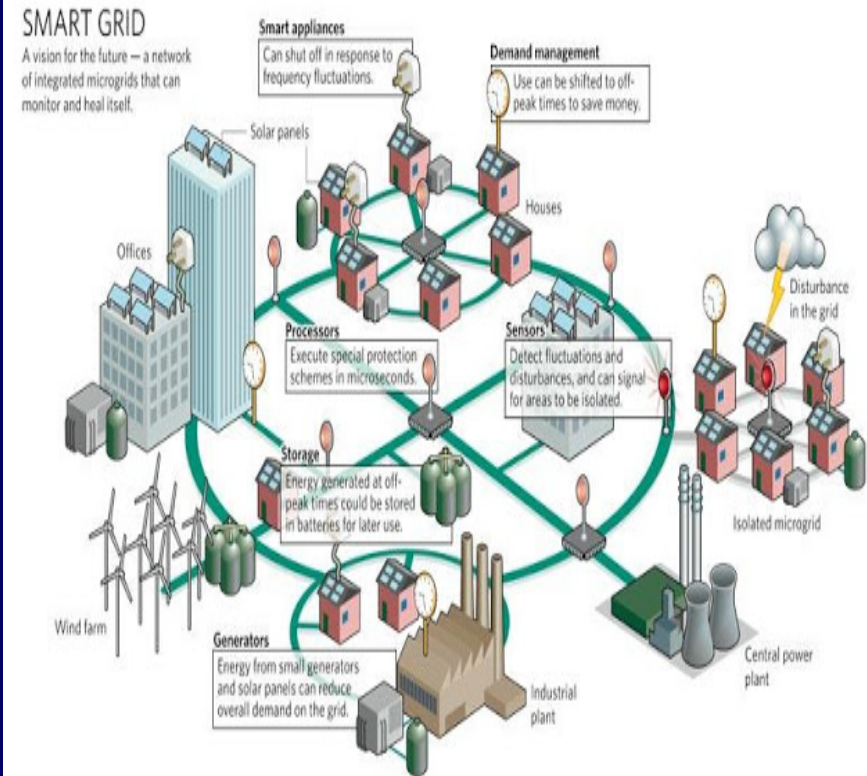 SMART GRID
A vision for the future — a network
of integrated microgrids that can
monitor and heal itself.
Smart appliances
Can shut off in response to
frequency fluctuations.
Demand management
Use can be shifted to off-
peak times to save money.
Solar panels
Houses
Offices
Disturbance
in the grid
Processors
Execute special protection
schemes in microseconds.
Sensors
Detect fluctuations and
disturbances, and can signal
for areas to be isolated.
Storage
Energy generated at off-
peak times could be stored
in batteries for later use.
Isolated microgrid
Wind farm
Generators
Energy from small generators
and solar panels can reduce
overall demand on the grid.
Industrial
plant
Central power
plant